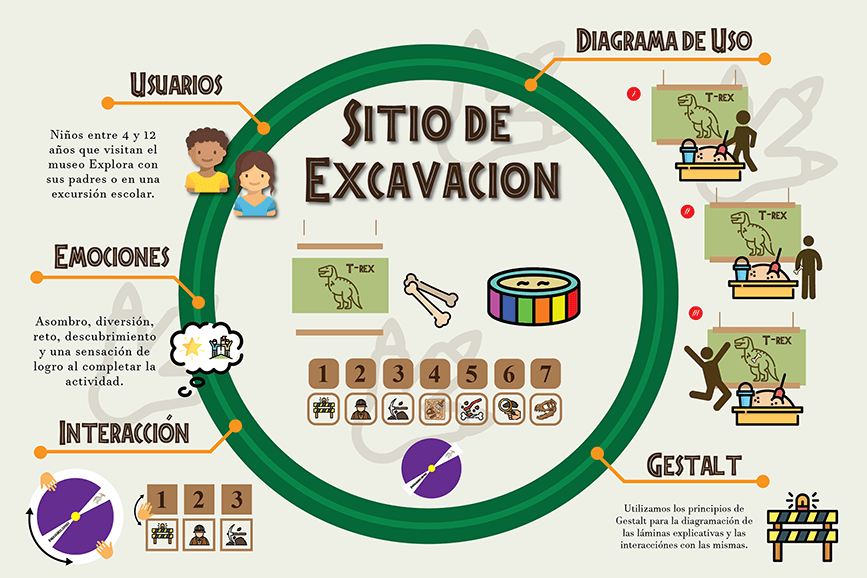 SITIO DE
EXCAVACION
USUARIOS
Niños entre 4 y 12
años que visitan el
museo Explora con
sus padres o en una
excursión escolar.
EMOCIONES
Asombro, diversión,
reto, descubrimiento
y una sensación de
logro al completar la
actividad.
INTERACCIÓN
1 2 3
T-REX
1 2 3 4 5 6 7
DIAGRAMA DE USO
I
T-REX
II
T-REX
III
T-REX
GESTALT
Utilizamos los principios de
Gestalt para la diagramación de
las láminas explicativas y las
interacciónes con las mismas.